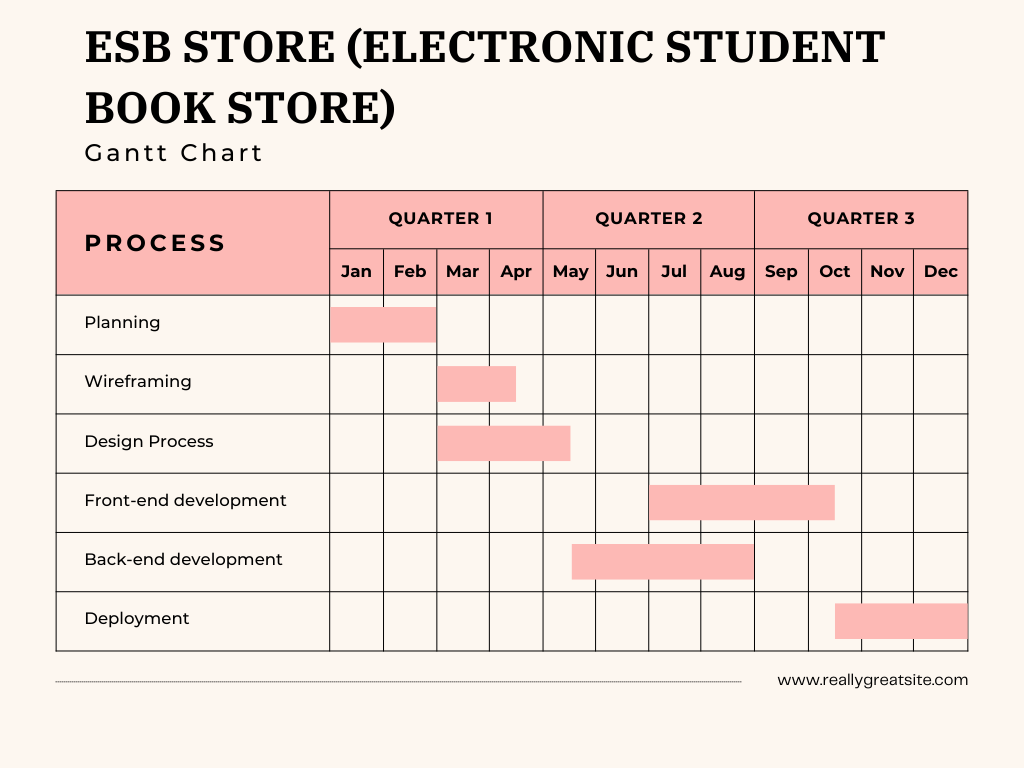 ESB STORE (ELECTRONIC STUDENT
BOOK STORE)
Gantt Chart
PROCESS
QUARTER 1 QUARTER 2 QUARTER 3
Jan Feb Mar Apr May Jun Jul Aug Sep Oct Nov Dec
Planning
Wireframing
Design Process
Front-end development
Back-end development
Deployment
www.reallygreatsite.com